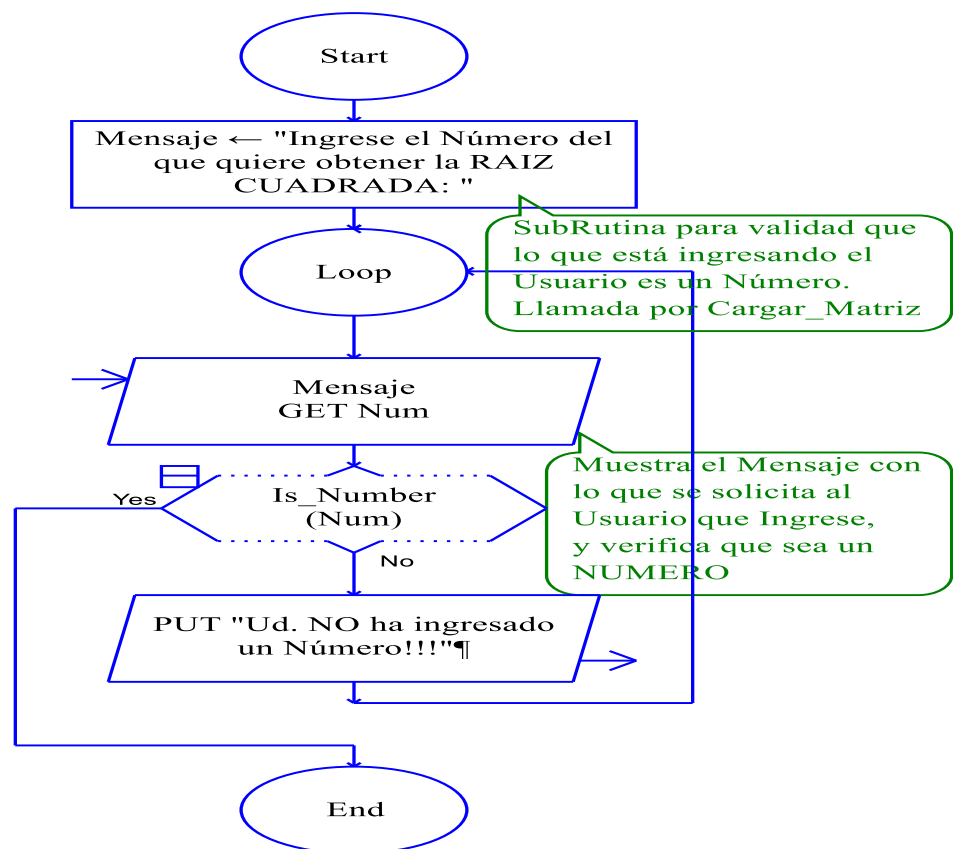 Start
Mensaje ← "Ingrese el Número del
que quiere obtener la RAIZ
CUADRADA: "
SubRutina para validad que
lo que está ingresando el
Usuario es un Número.
Llamada por Cargar_Matriz
Loop
Mensaje
GET Num
Muestra el Mensaje con
lo que se solicita al
Usuario que Ingrese,
y verifica que sea un
NUMERO
Yes
Is_Number
(Num)
No
PUT "Ud. NO ha ingresado
un Número!!!"¶
End